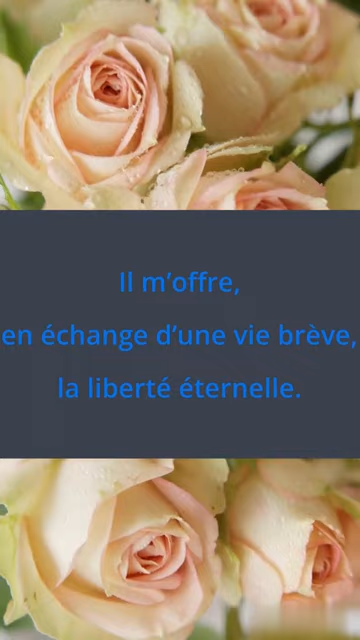 Il m’offre,
en échange d’une vie brève,
la liberté éternelle.